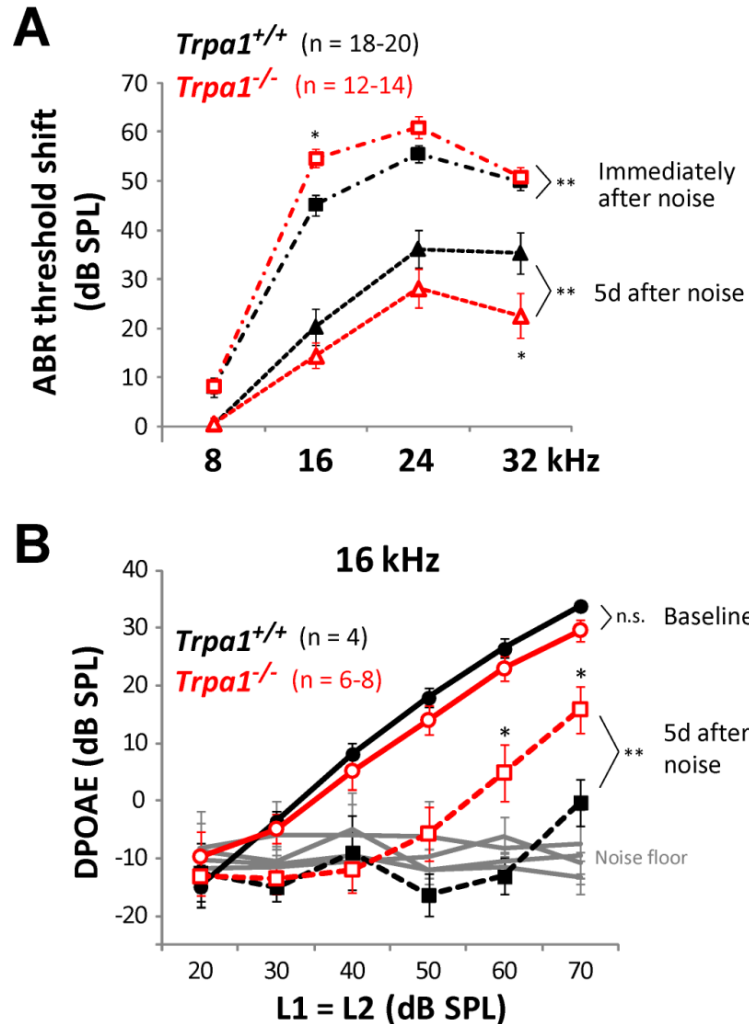 A
Trpa1+/+ (n = 18-20)
Trpa1-/- (n = 12-14)
ABR threshold shift
(dB SPL)
70
60
50
40
30
20
10
0
*
** Immediately
after noise
** 5d after noise
*
8 16 24 32 kHz
B
16 kHz
Trpa1+/+ (n = 4)
Trpa1-/- (n = 6-8)
DPOAE (dB SPL)
40
30
20
10
0
-10
-20
n.s. Baseline
*
*
** 5d after
noise
Noise floor
20 30 40 50 60 70
L1 = L2 (dB SPL)